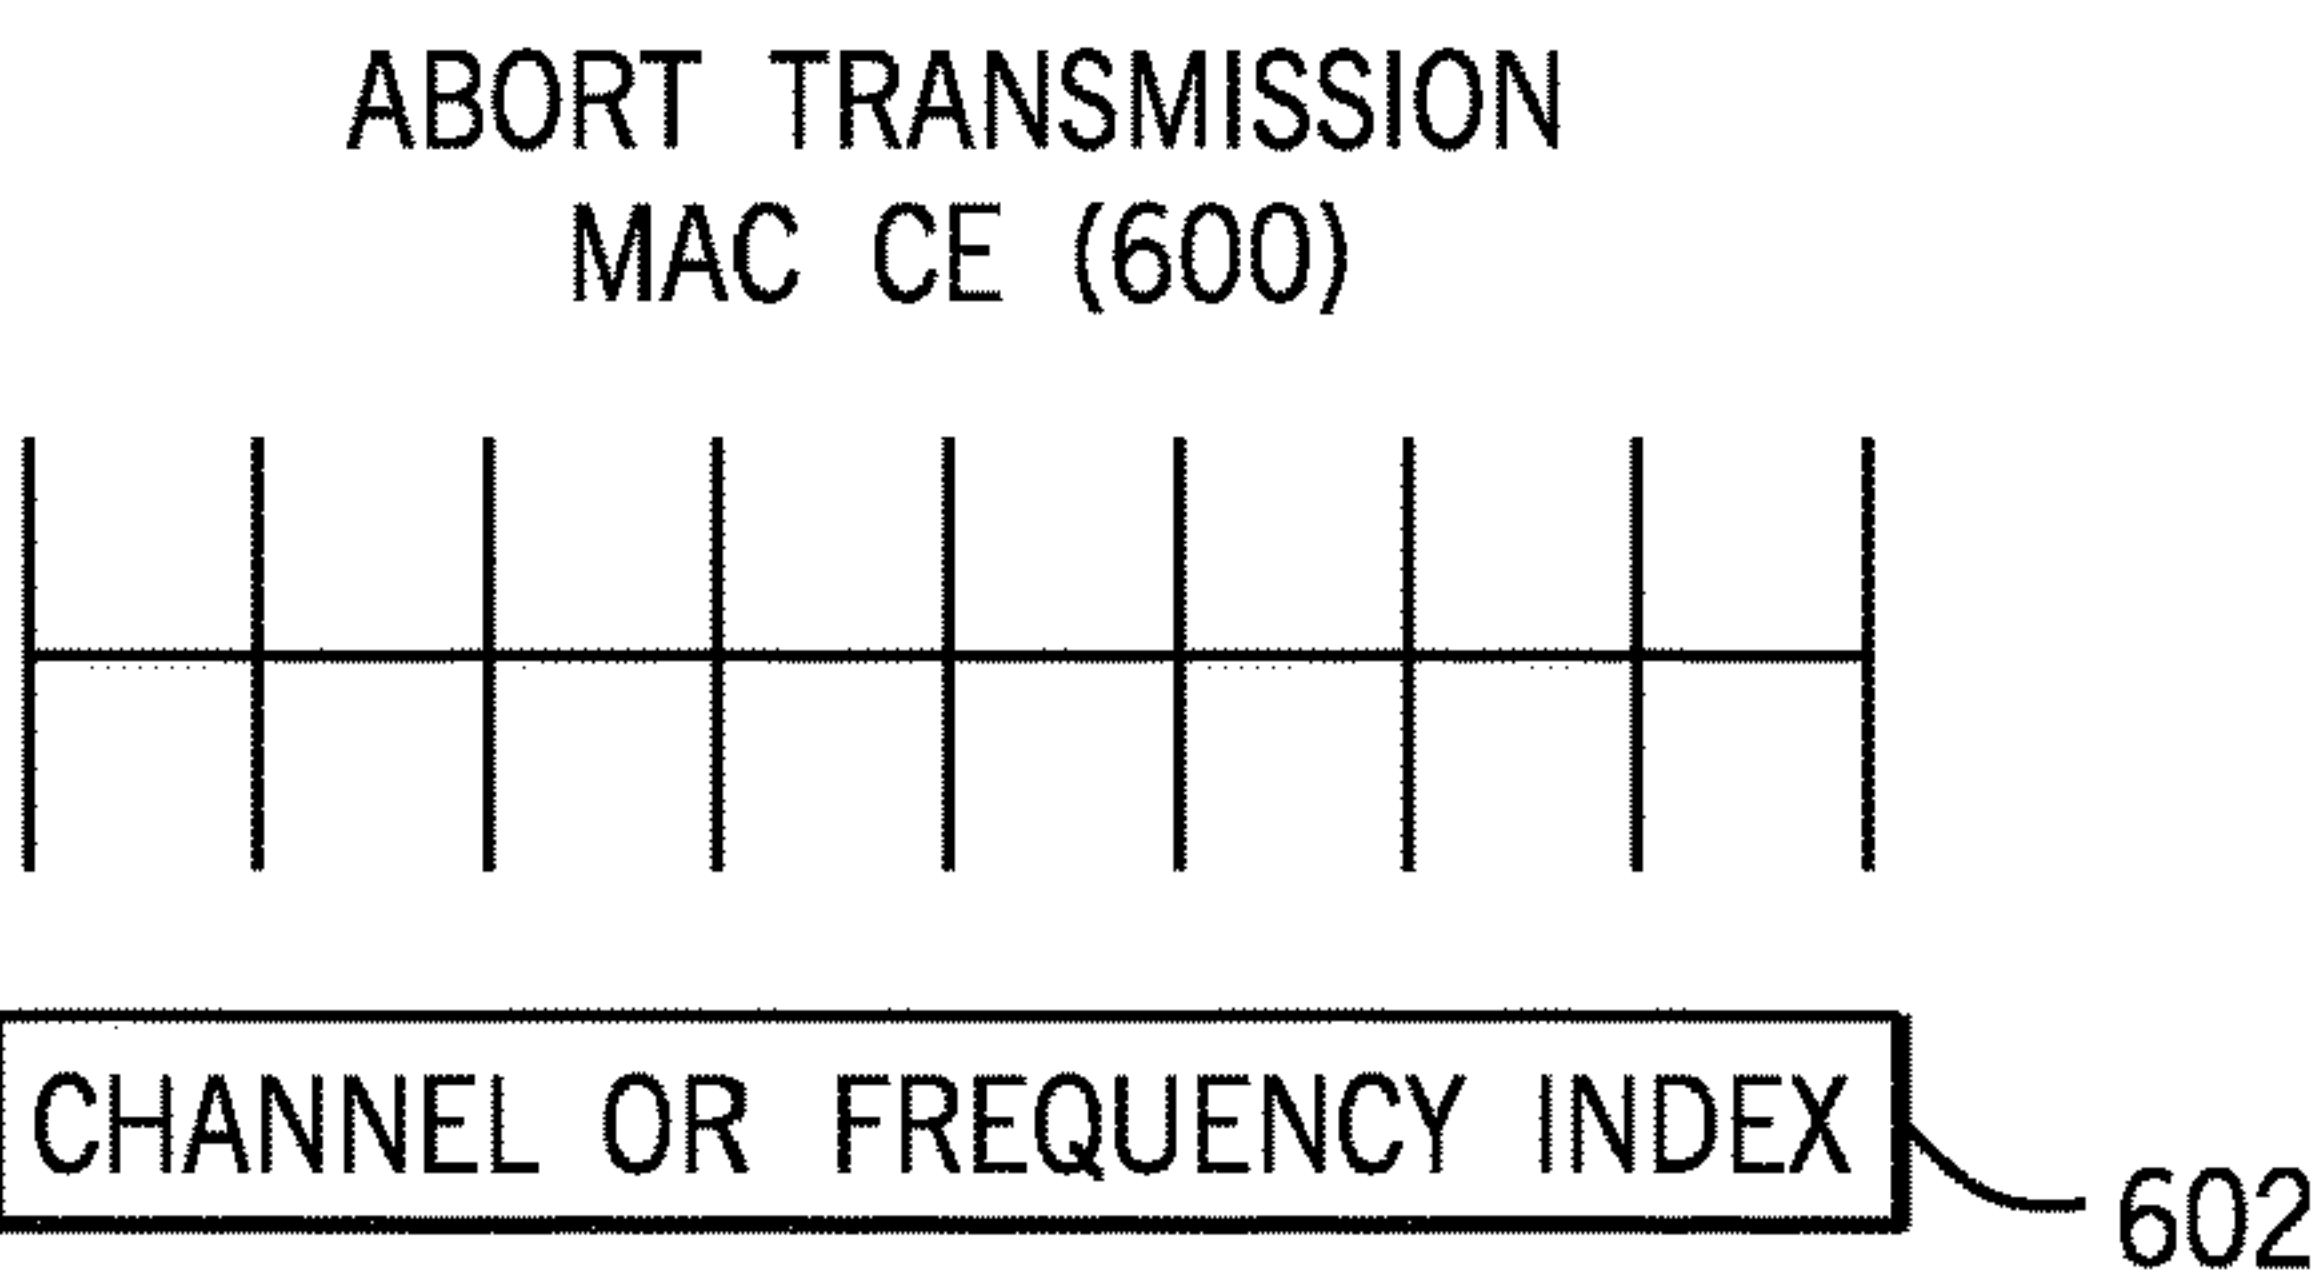 ABORT TRANSMISSION
MAC CE (600)
CHANNEL OR FREQUENCY INDEX
602